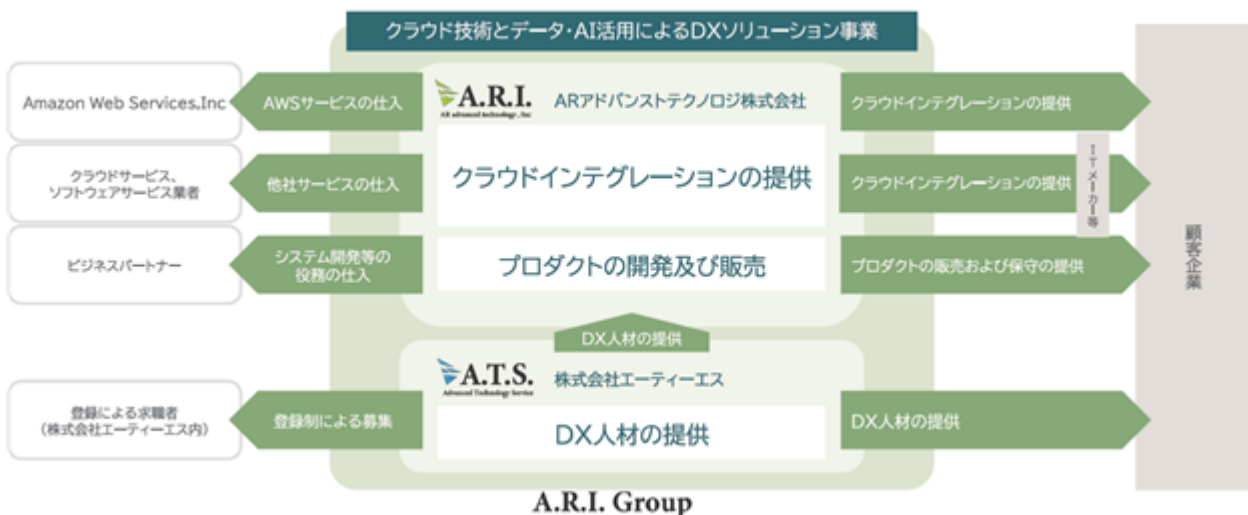 クラウド技術とデータ・AI活用によるDXソリューション事業
Amazon Web Services,Inc
AWSサービスの仕入
A.R.I.
AR advanced technology, Inc
ARアドバンストテクノロジ株式会社
クラウドインテグレーションの提供
クラウドサービス、
ソフトウェアサービス業者
他社サービスの仕入
クラウドインテグレーションの提供
クラウドインテグレーションの提供
ITメーカー等
顧客企業
ビジネスパートナー
システム開発等の
役務の仕入
プロダクトの開発及び販売
プロダクトの販売および保守の提供
DX人材の提供
A.T.S.
Advanced Technology Service
株式会社エーティーエス
登録による求職者
(株式会社エーティーエス内)
登録制による募集
DX人材の提供
DX人材の提供
A.R.I. Group